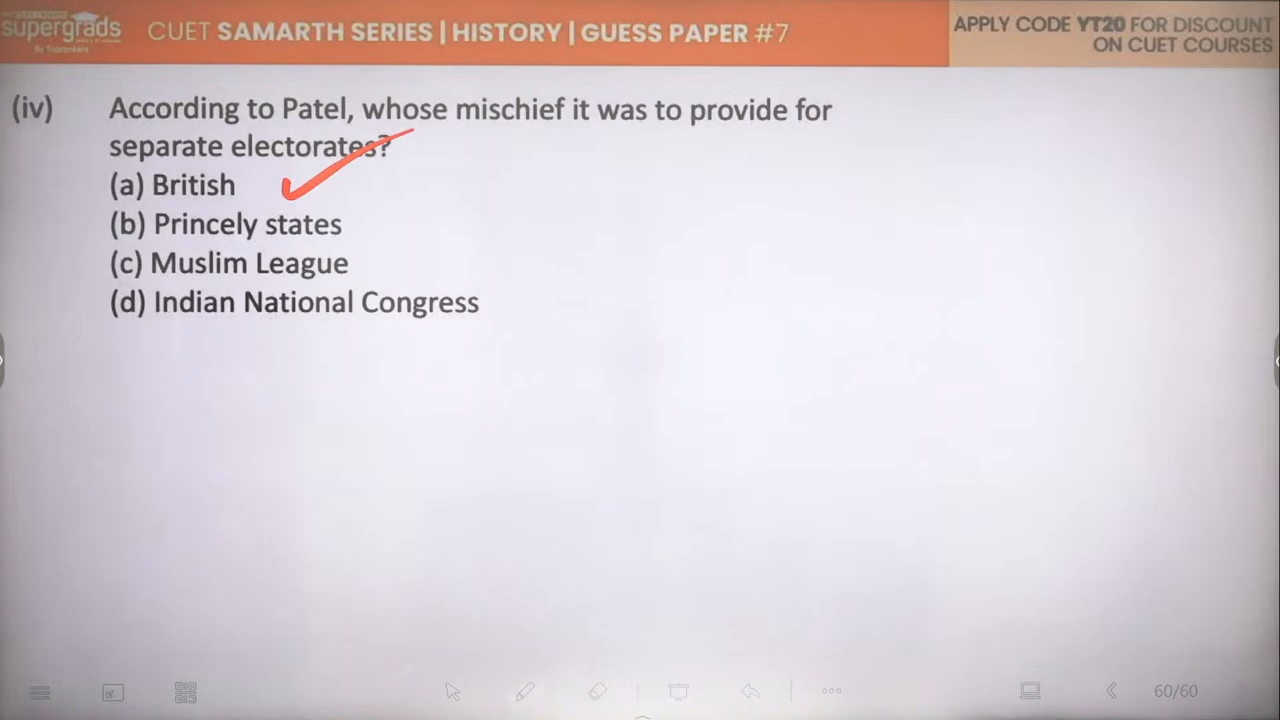 supergrads
By Toprankers
CUET SAMARTH SERIES | HISTORY | GUESS PAPER #7
APPLY CODE YT20 FOR DISCOUNT
ON CUET COURSES
(iv) According to Patel, whose mischief it was to provide for
separate electorates?
(a) British
(b) Princely states
(c) Muslim League
(d) Indian National Congress
60/60